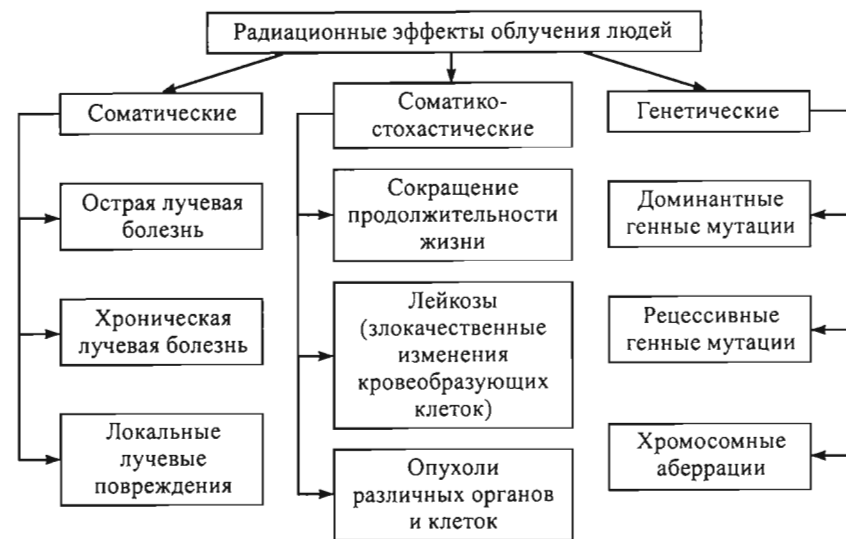 Радиационные эффекты облучения людей
Соматические
Острая лучевая
болезнь
Хроническая
лучевая болезнь
Локальные
лучевые
повреждения
Соматико-
стохастические
Сокращение
продолжительности
жизни
Лейкозы
(злокачественные
изменения
кровеобразующих
клеток)
Опухоли
различных органов
и клеток
Генетические
Доминантные
генные мутации
Рецессивные
генные мутации
Хромосомные
аберрации